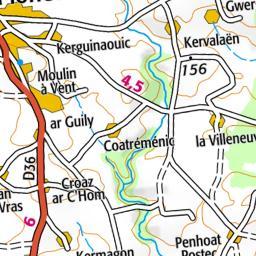 Gwer
Kerguinaouic
Kervalaën
156
Moulin
à Vent
4,5
ar Guily
Coatréménic
la Villeneuv
D36
Croaz
ar C'Hom
Vras
6
Kermagon
Penhoat
Postec